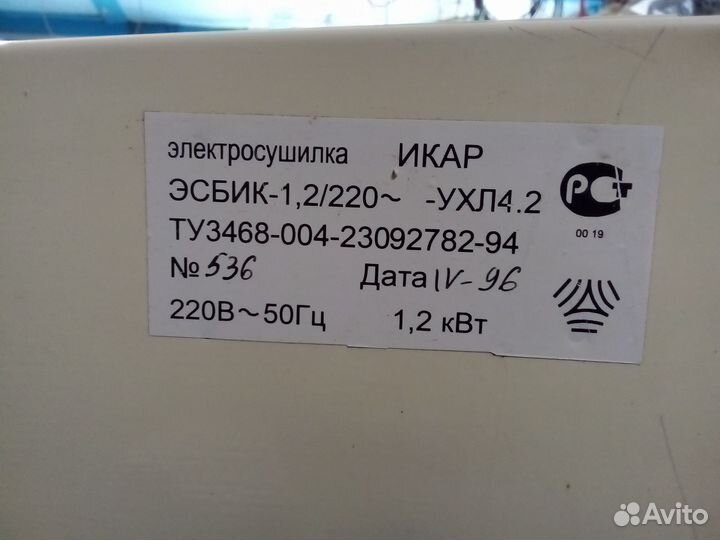 электросушилка ИКАР
ЭСБИК-1,2/220~ -УХЛ4.2
ТУ3468-004-23092782-94
№536 Дата IV-96
220В~50Гц 1,2 кВт
РСТ
00 19
Avito